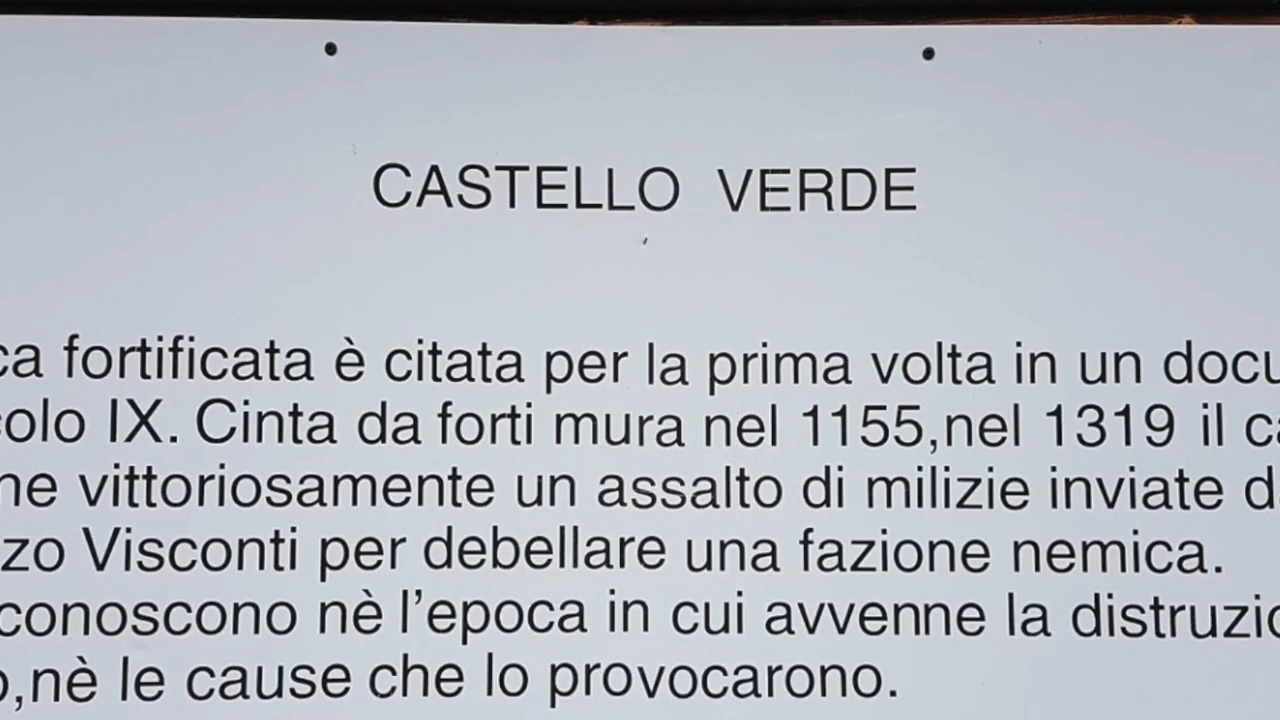 CASTELLO VERDE
ca fortificata è citata per la prima volta in un docu
colo IX. Cinta da forti mura nel 1155,nel 1319 il ca
ne vittoriosamente un assalto di milizie inviate d
zo Visconti per debellare una fazione nemica.
conoscono nè l'epoca in cui avvenne la distruzio
o,nè le cause che lo provocarono.